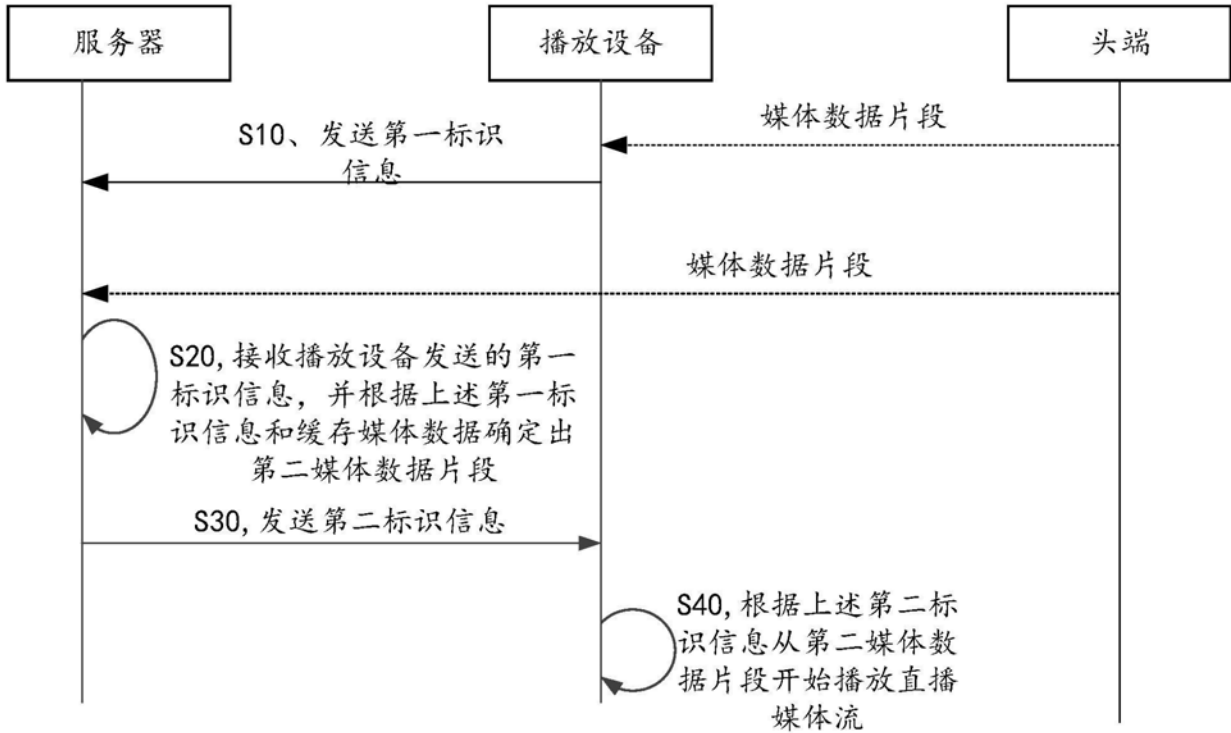 服务器
播放设备
头端
媒体数据片段
S10、发送第一标识
信息
媒体数据片段
S20,接收播放设备发送的第一
标识信息，并根据上述第一标
识信息和缓存媒体数据确定出
第二媒体数据片段
S30,发送第二标识信息
S40,根据上述第二标
识信息从第二媒体数
据片段开始播放直播
媒体流